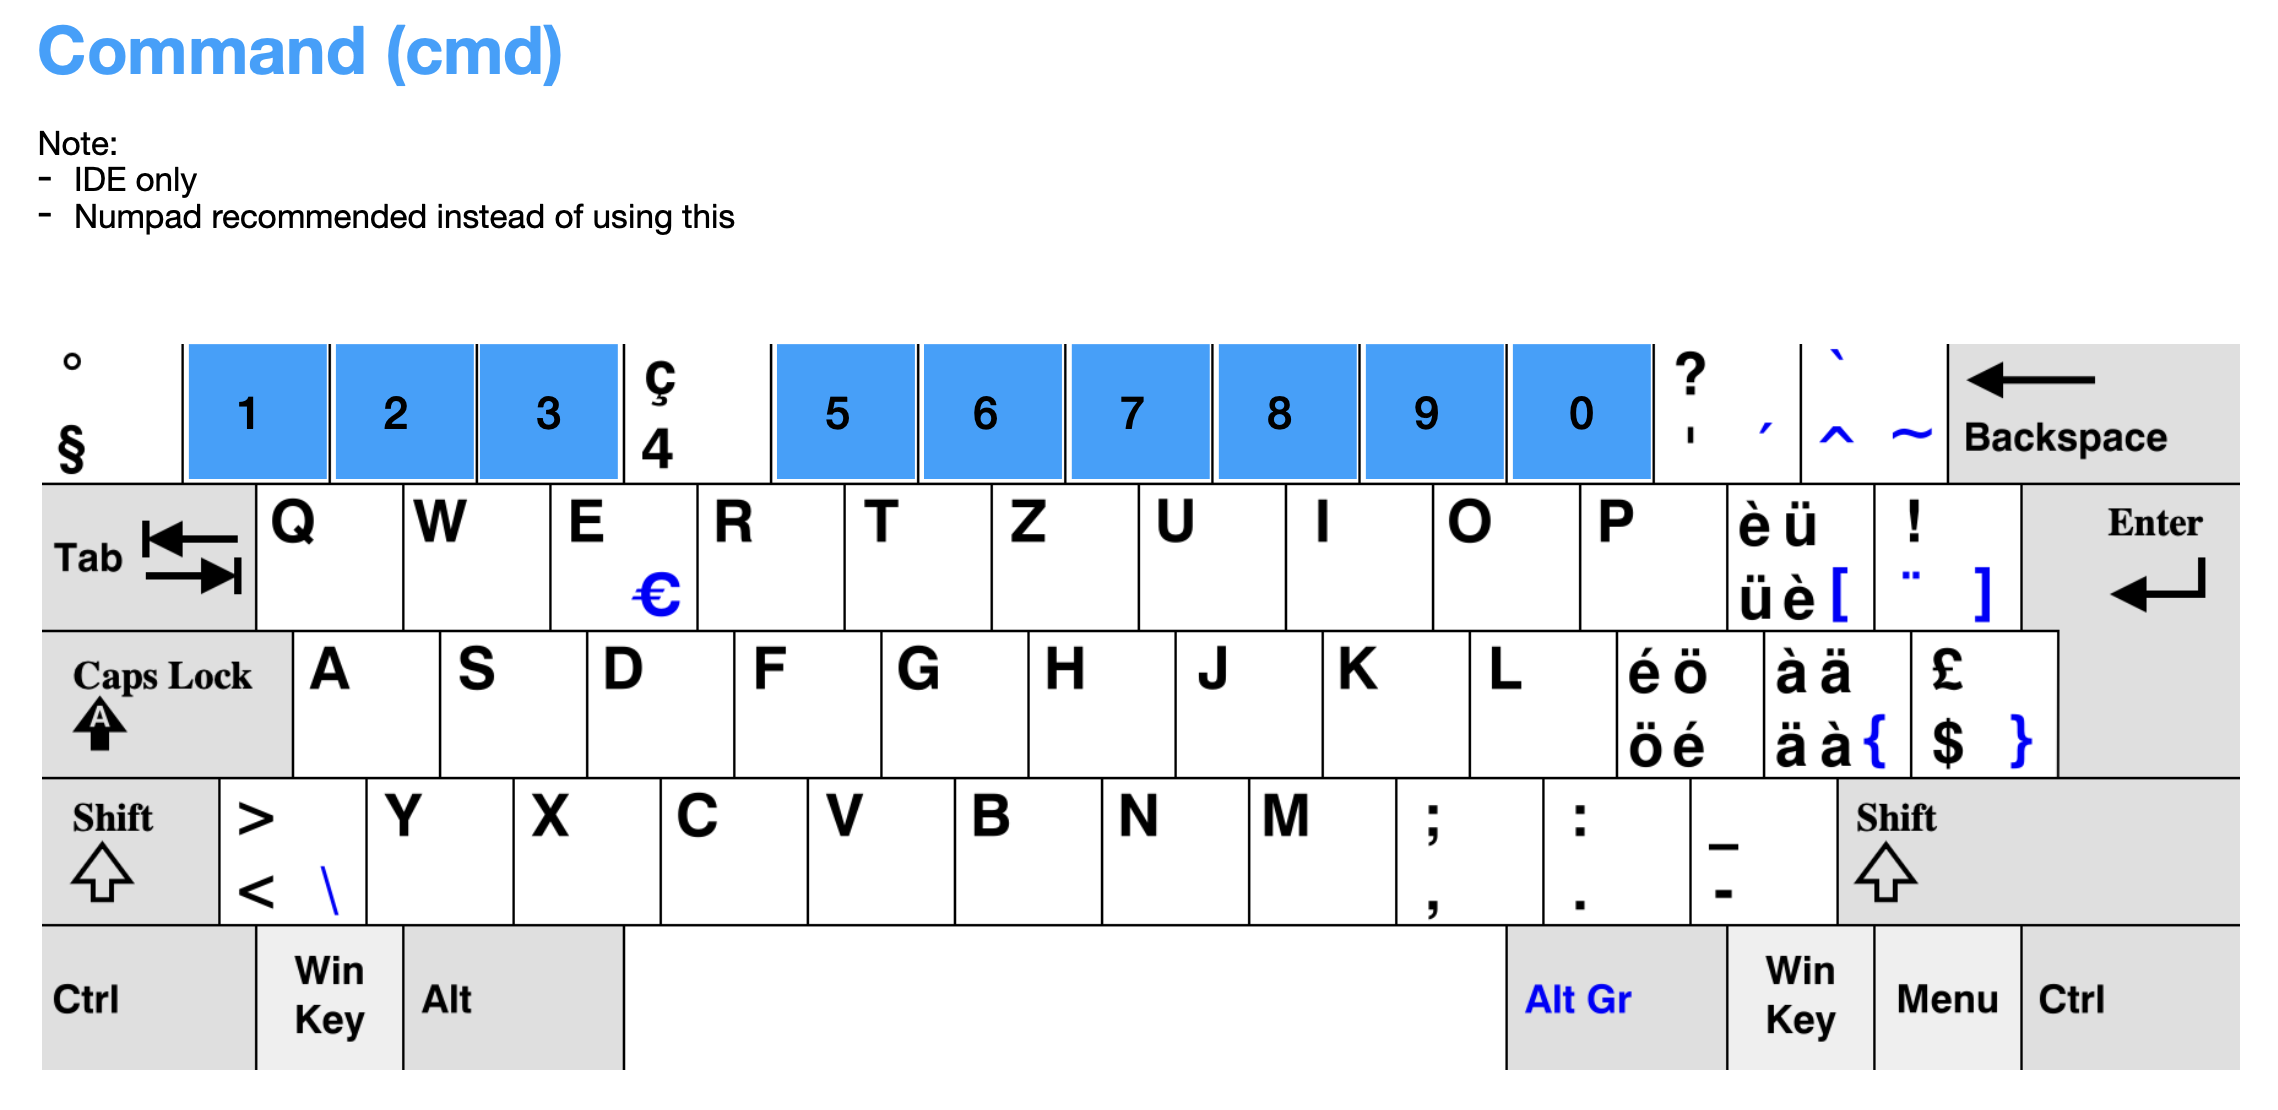 Command (cmd)
Note:
- IDE only
- Numpad recommended instead of using this
° ç ? `
1 2 3 5 6 7 8 9 0
§ 4 ' ´ ^ ~ Backspace
Q W E R T Z U I O P è ü ! Enter
Tab
€ ü è [ ¨ ]
Caps Lock A S D F G H J K L é ö à ä £
A
ö é ä à { $ }
Shift > Y X C V B N M ; : _ Shift
< \ , . -
Win Win
Ctrl Alt Alt Gr Menu Ctrl
Key Key